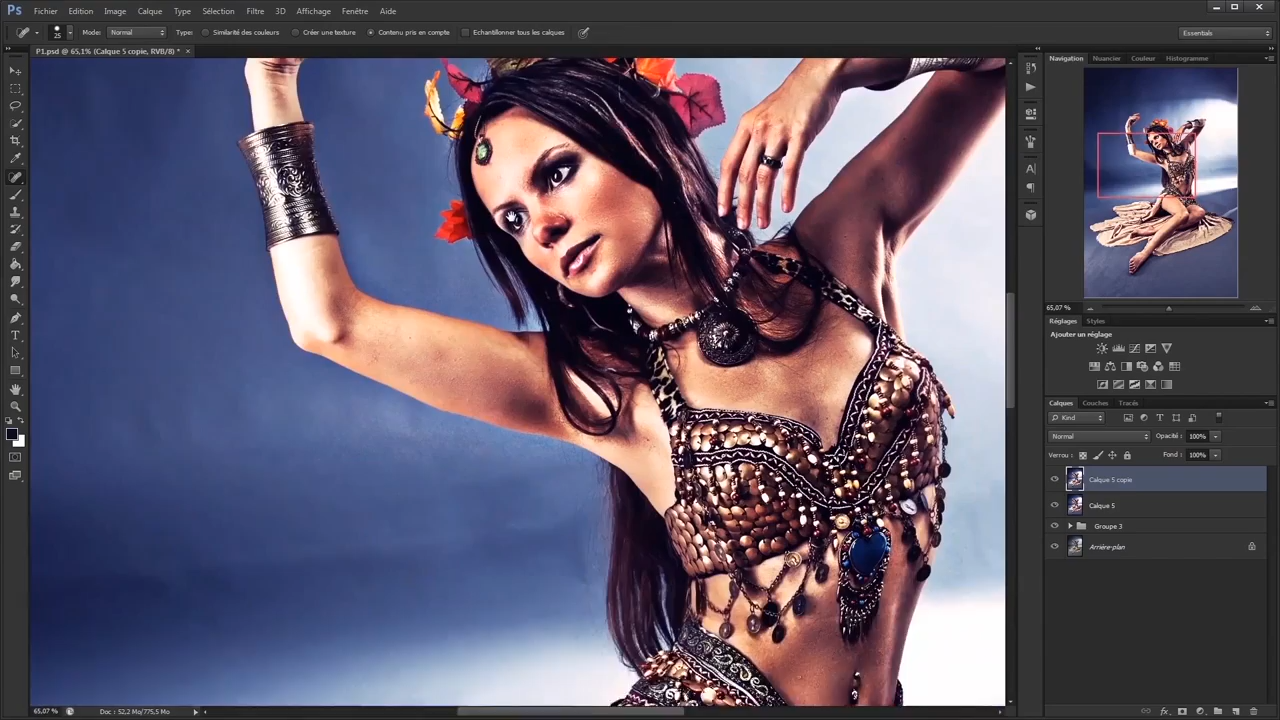 Ps Fichier Edition Image Calque Type Sélection Filtre 3D Affichage Fenêtre Aide
25 Mode: Normal Type: Similarité des couleurs Créer une texture Contenu pris en compte Echantillonner tous les calques Essentials
P1.psd @ 65,1% (Calque 5 copie, RVB/8) * ×
Navigation Nuancier Couleur Histogramme
65,07 %
Réglages Styles
Ajouter un réglage
Calques Couches Tracés
Kind
Normal Opacité : 100%
Verrou : Fond : 100%
Calque 5 copie
Calque 5
Groupe 3
Arrière-plan
65,07 % Doc : 52,2 Mo/775,5 Mo